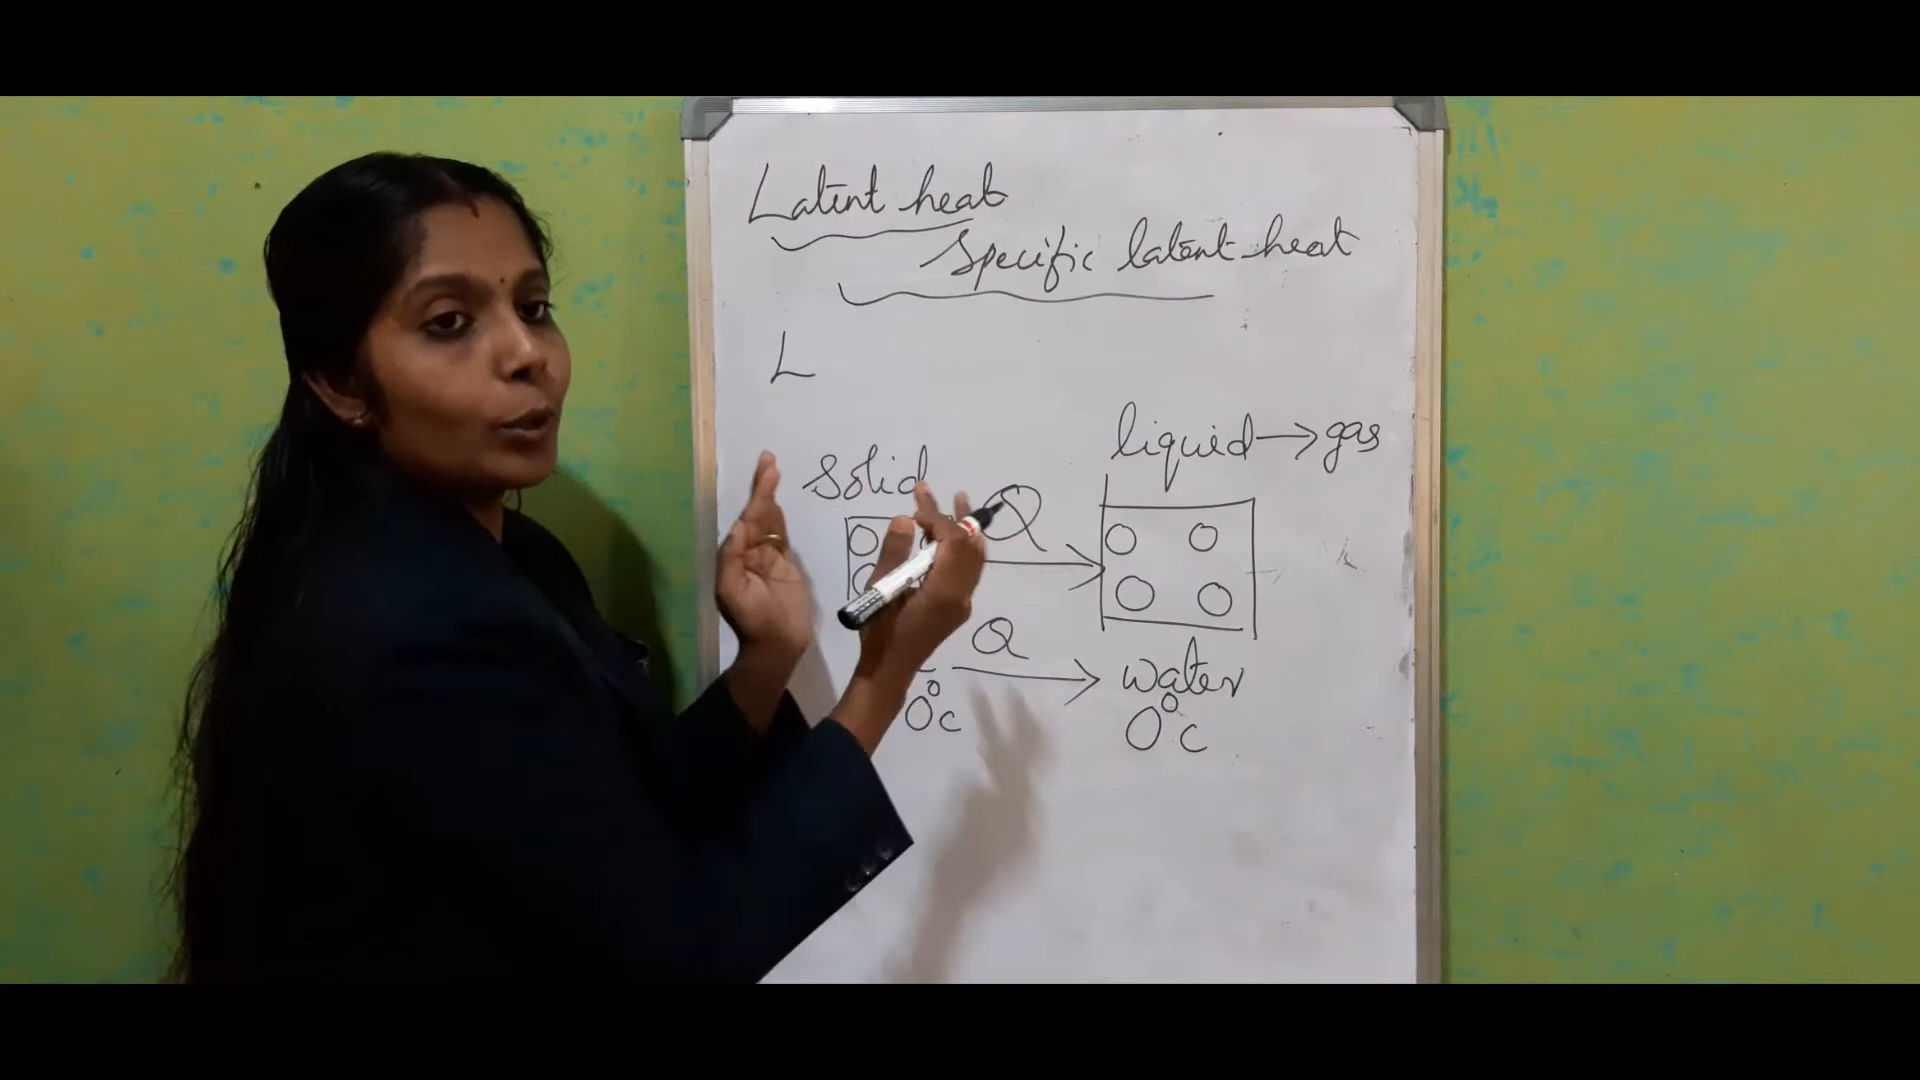 Latent heat
Specific latent heat
L
liquid → gas
Solid
Q
Q
water
0°c
0°c